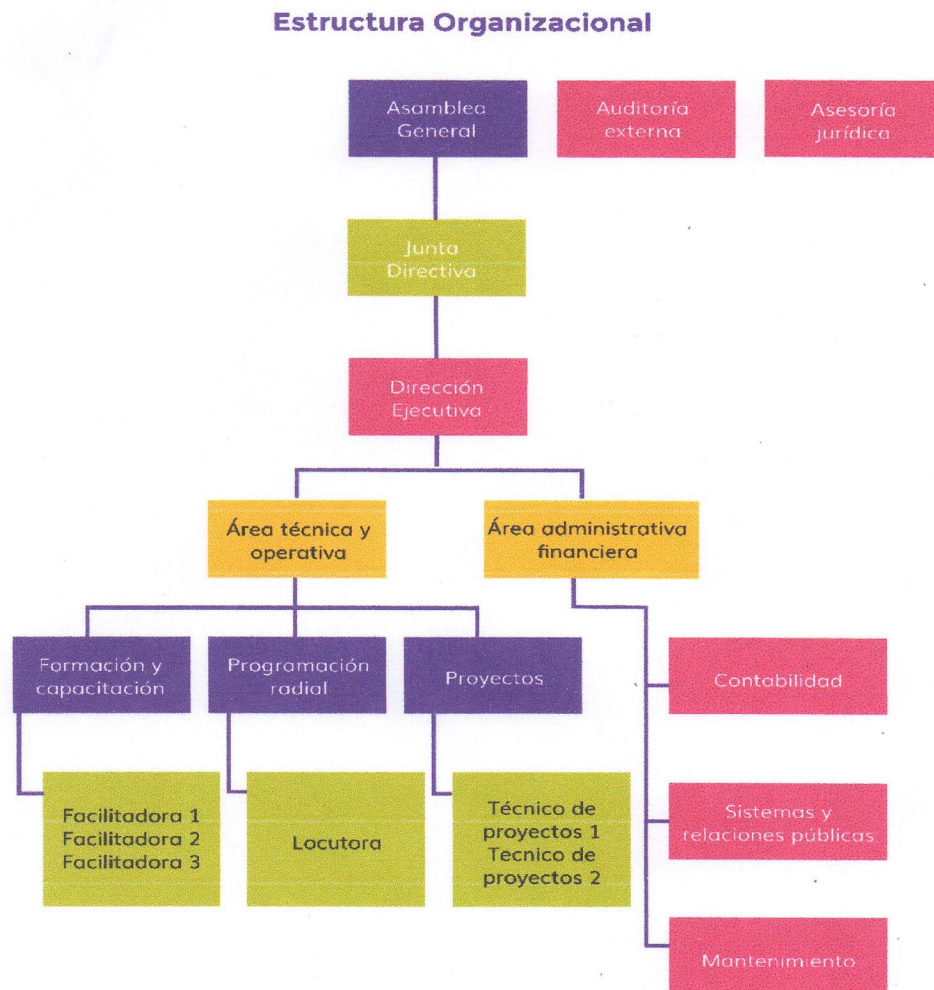 Estructura Organizacional
Asamblea
General
Auditoría
externa
Asesoría
jurídica
Junta
Directiva
Dirección
Ejecutiva
Área técnica y
operativa
Área administrativa
financiera
Formación y
capacitación
Programación
radial
Proyectos
Contabilidad
Facilitadora 1
Facilitadora 2
Facilitadora 3
Locutora
Técnico de
proyectos 1
Tecnico de
proyectos 2
Sistemas y
relaciones públicas
Mantenimiento